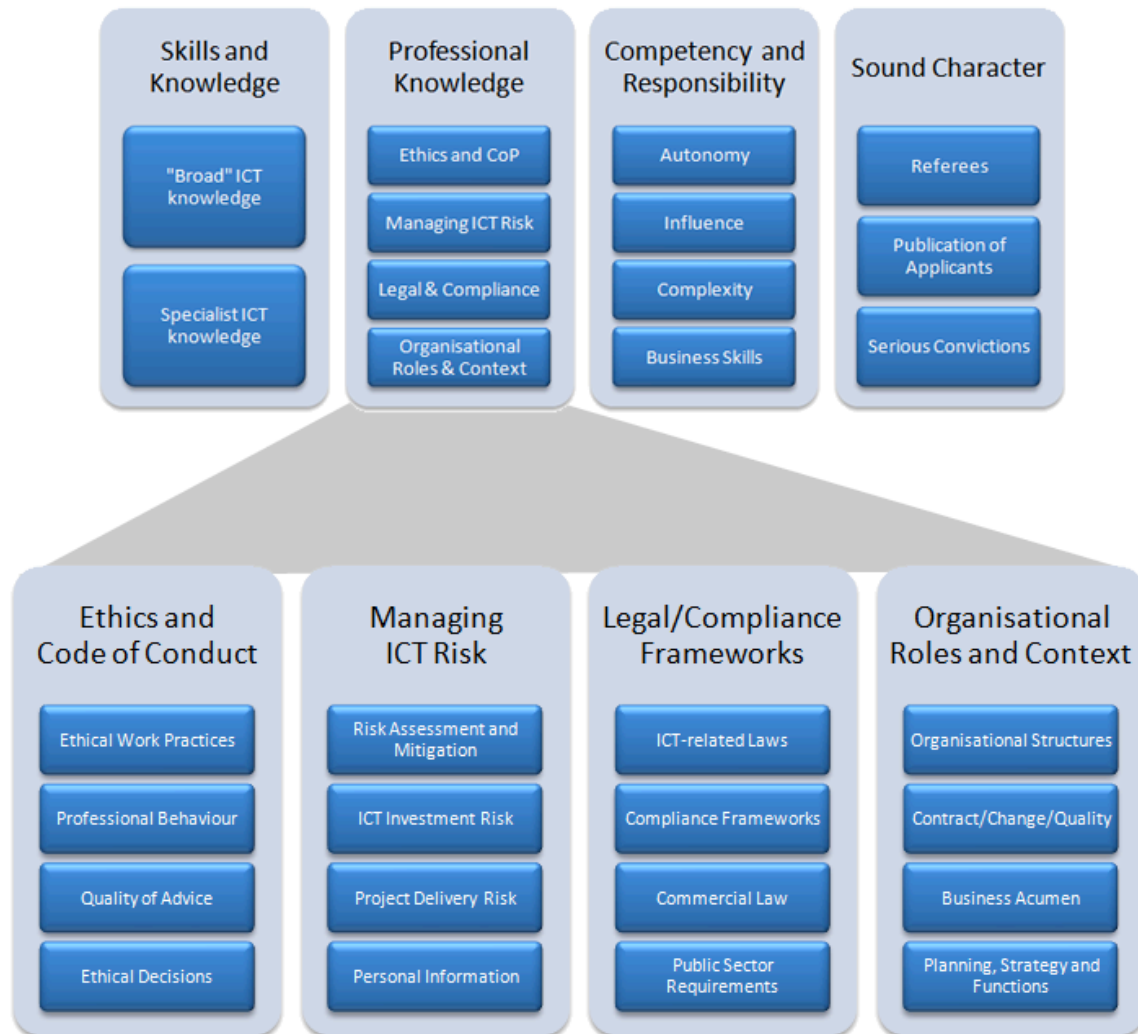 Skills and
Knowledge
"Broad" ICT
knowledge
Specialist ICT
knowledge
Professional
Knowledge
Ethics and CoP
Managing ICT Risk
Legal & Compliance
Organisational
Roles & Context
Competency and
Responsibility
Autonomy
Influence
Complexity
Business Skills
Sound Character
Referees
Publication of
Applicants
Serious Convictions
Ethics and
Code of Conduct
Ethical Work Practices
Professional Behaviour
Quality of Advice
Ethical Decisions
Managing
ICT Risk
Risk Assessment and
Mitigation
ICT Investment Risk
Project Delivery Risk
Personal Information
Legal/Compliance
Frameworks
ICT-related Laws
Compliance Frameworks
Commercial Law
Public Sector
Requirements
Organisational
Roles and Context
Organisational Structures
Contract/Change/Quality
Business Acumen
Planning, Strategy and
Functions